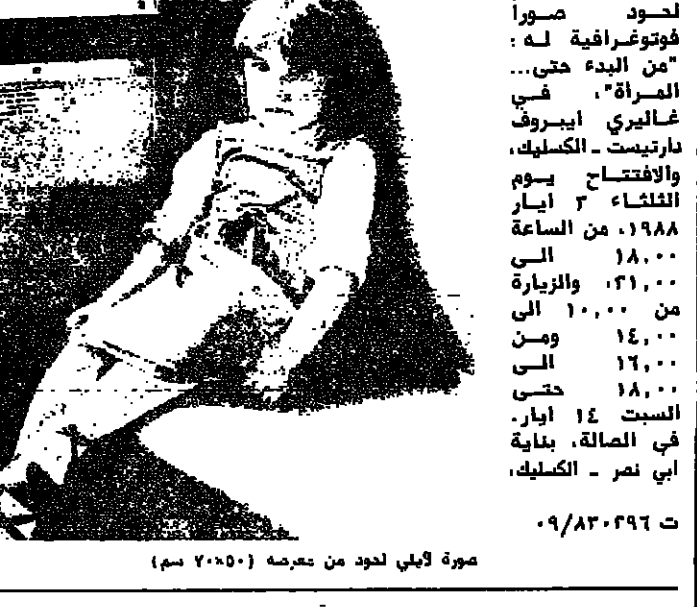 لحود صوراً
فوتوغرافية له :
"من البدء حتى...
المرأة"، في
غاليري ايبروف
دارتيست ـ الكسليك،
والافتتاح يوم
الثلثاء ٣ ايار
١٩٨٨، من الساعة
١٨,٠٠ الى
٢١,٠٠، والزيارة
من ١٠,٠٠ الى
١٤,٠٠ ومن
١٦,٠٠ الى
١٨,٠٠ حتى
السبت ١٤ ايار.
في الصالة، بناية
ابي نمر ـ الكسليك،
ت ٠٩/٨٣٠٢٩٦
صورة لأيلي لحود من معرضه (٥٠×٧٠ سم)